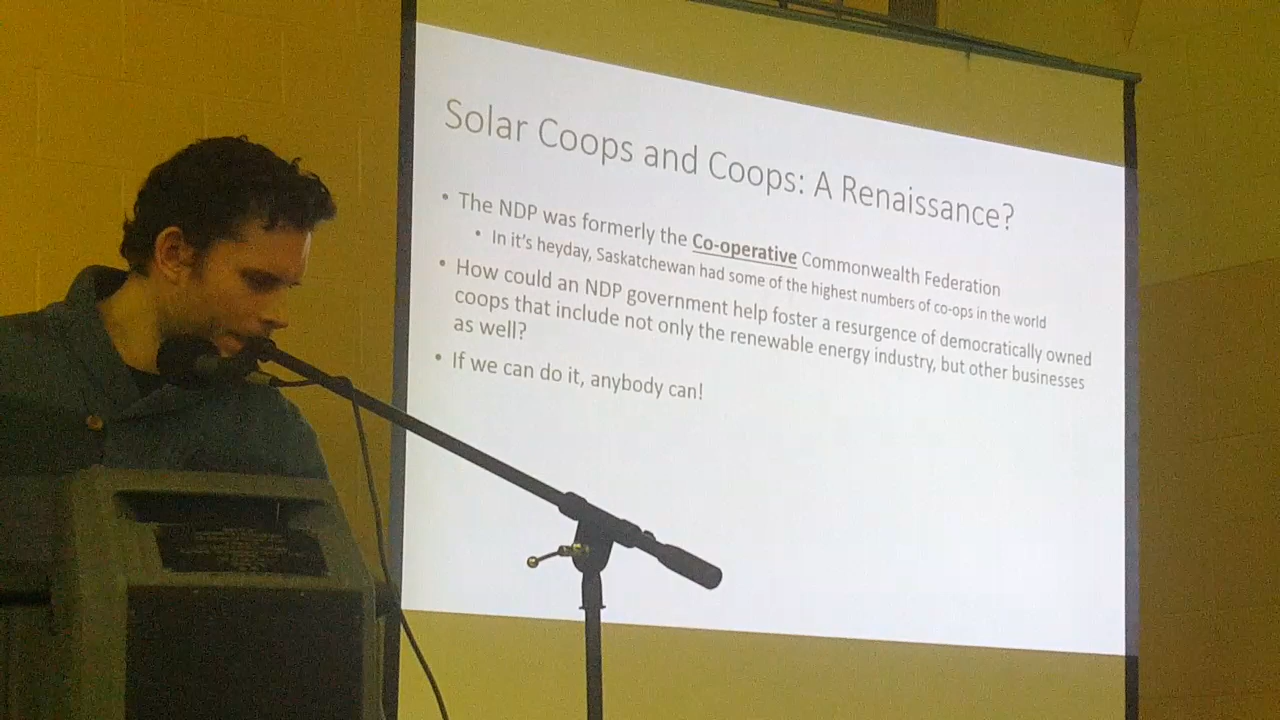 Solar Coops and Coops: A Renaissance?
• The NDP was formerly the Co-operative Commonwealth Federation
• In it's heyday, Saskatchewan had some of the highest numbers of co-ops in the world
• How could an NDP government help foster a resurgence of democratically owned
coops that include not only the renewable energy industry, but other businesses
as well?
• If we can do it, anybody can!